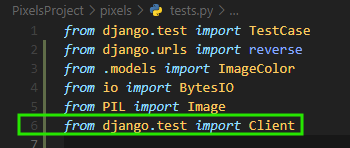 PixelsProject > pixels > tests.py > ...
1 from django.test import TestCase
2 from django.urls import reverse
3 from .models import ImageColor
4 from io import BytesIO
5 from PIL import Image
6 from django.test import Client
7